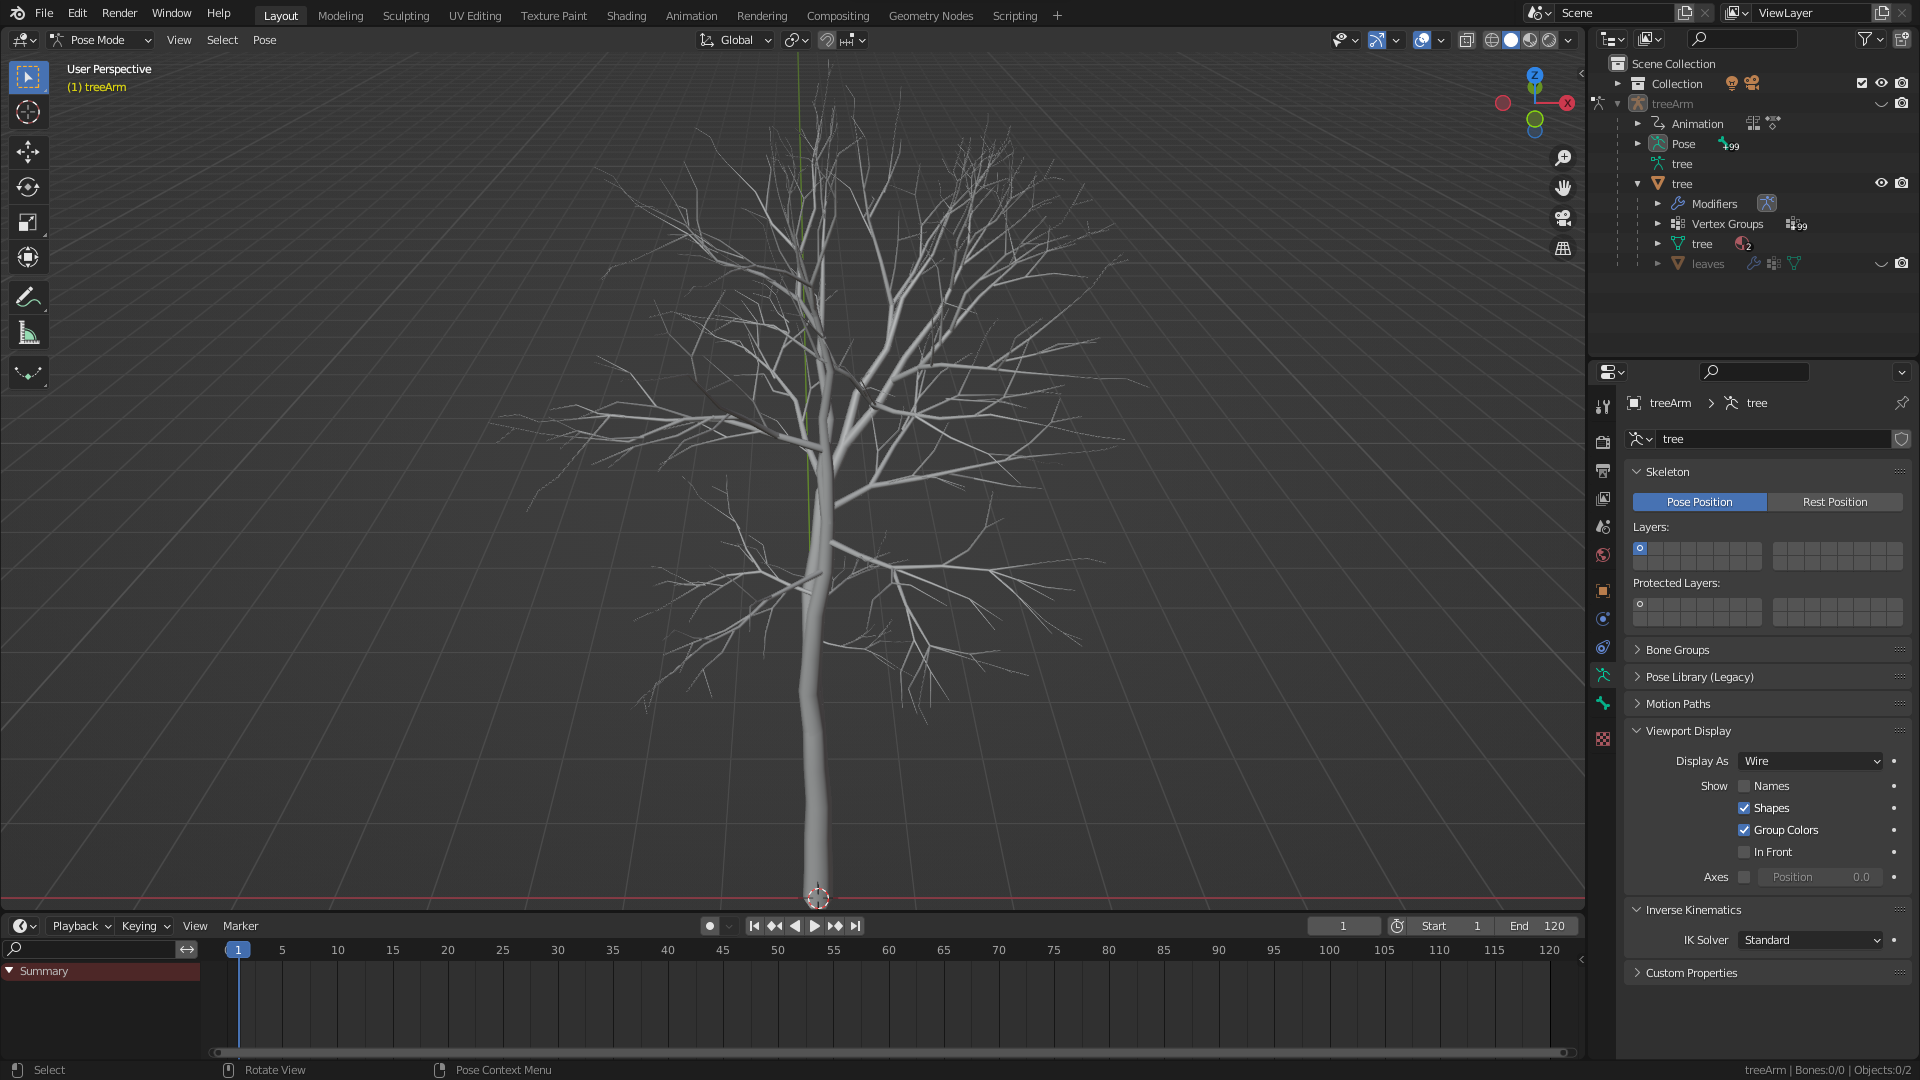 File Edit Render Window Help
Layout Modeling Sculpting UV Editing Texture Paint Shading Animation Rendering Compositing Geometry Nodes Scripting +
Scene
ViewLayer
Pose Mode View Select Pose
Global
User Perspective
(1) treeArm
Z
X
Scene Collection
Collection
treeArm
Animation
Pose +99
tree
tree
Modifiers
Vertex Groups +99
tree 2
leaves
treeArm > tree
tree
Skeleton
Pose Position Rest Position
Layers:
Protected Layers:
Bone Groups
Pose Library (Legacy)
Motion Paths
Viewport Display
Display As Wire
Show Names
Shapes
Group Colors
In Front
Axes Position 0.0
Inverse Kinematics
IK Solver Standard
Custom Properties
Playback Keying View Marker
1 Start 1 End 120
1 5 10 15 20 25 30 35 40 45 50 55 60 65 70 75 80 85 90 95 100 105 110 115 120
Summary
Select Rotate View Pose Context Menu
treeArm | Bones:0/0 | Objects:0/2